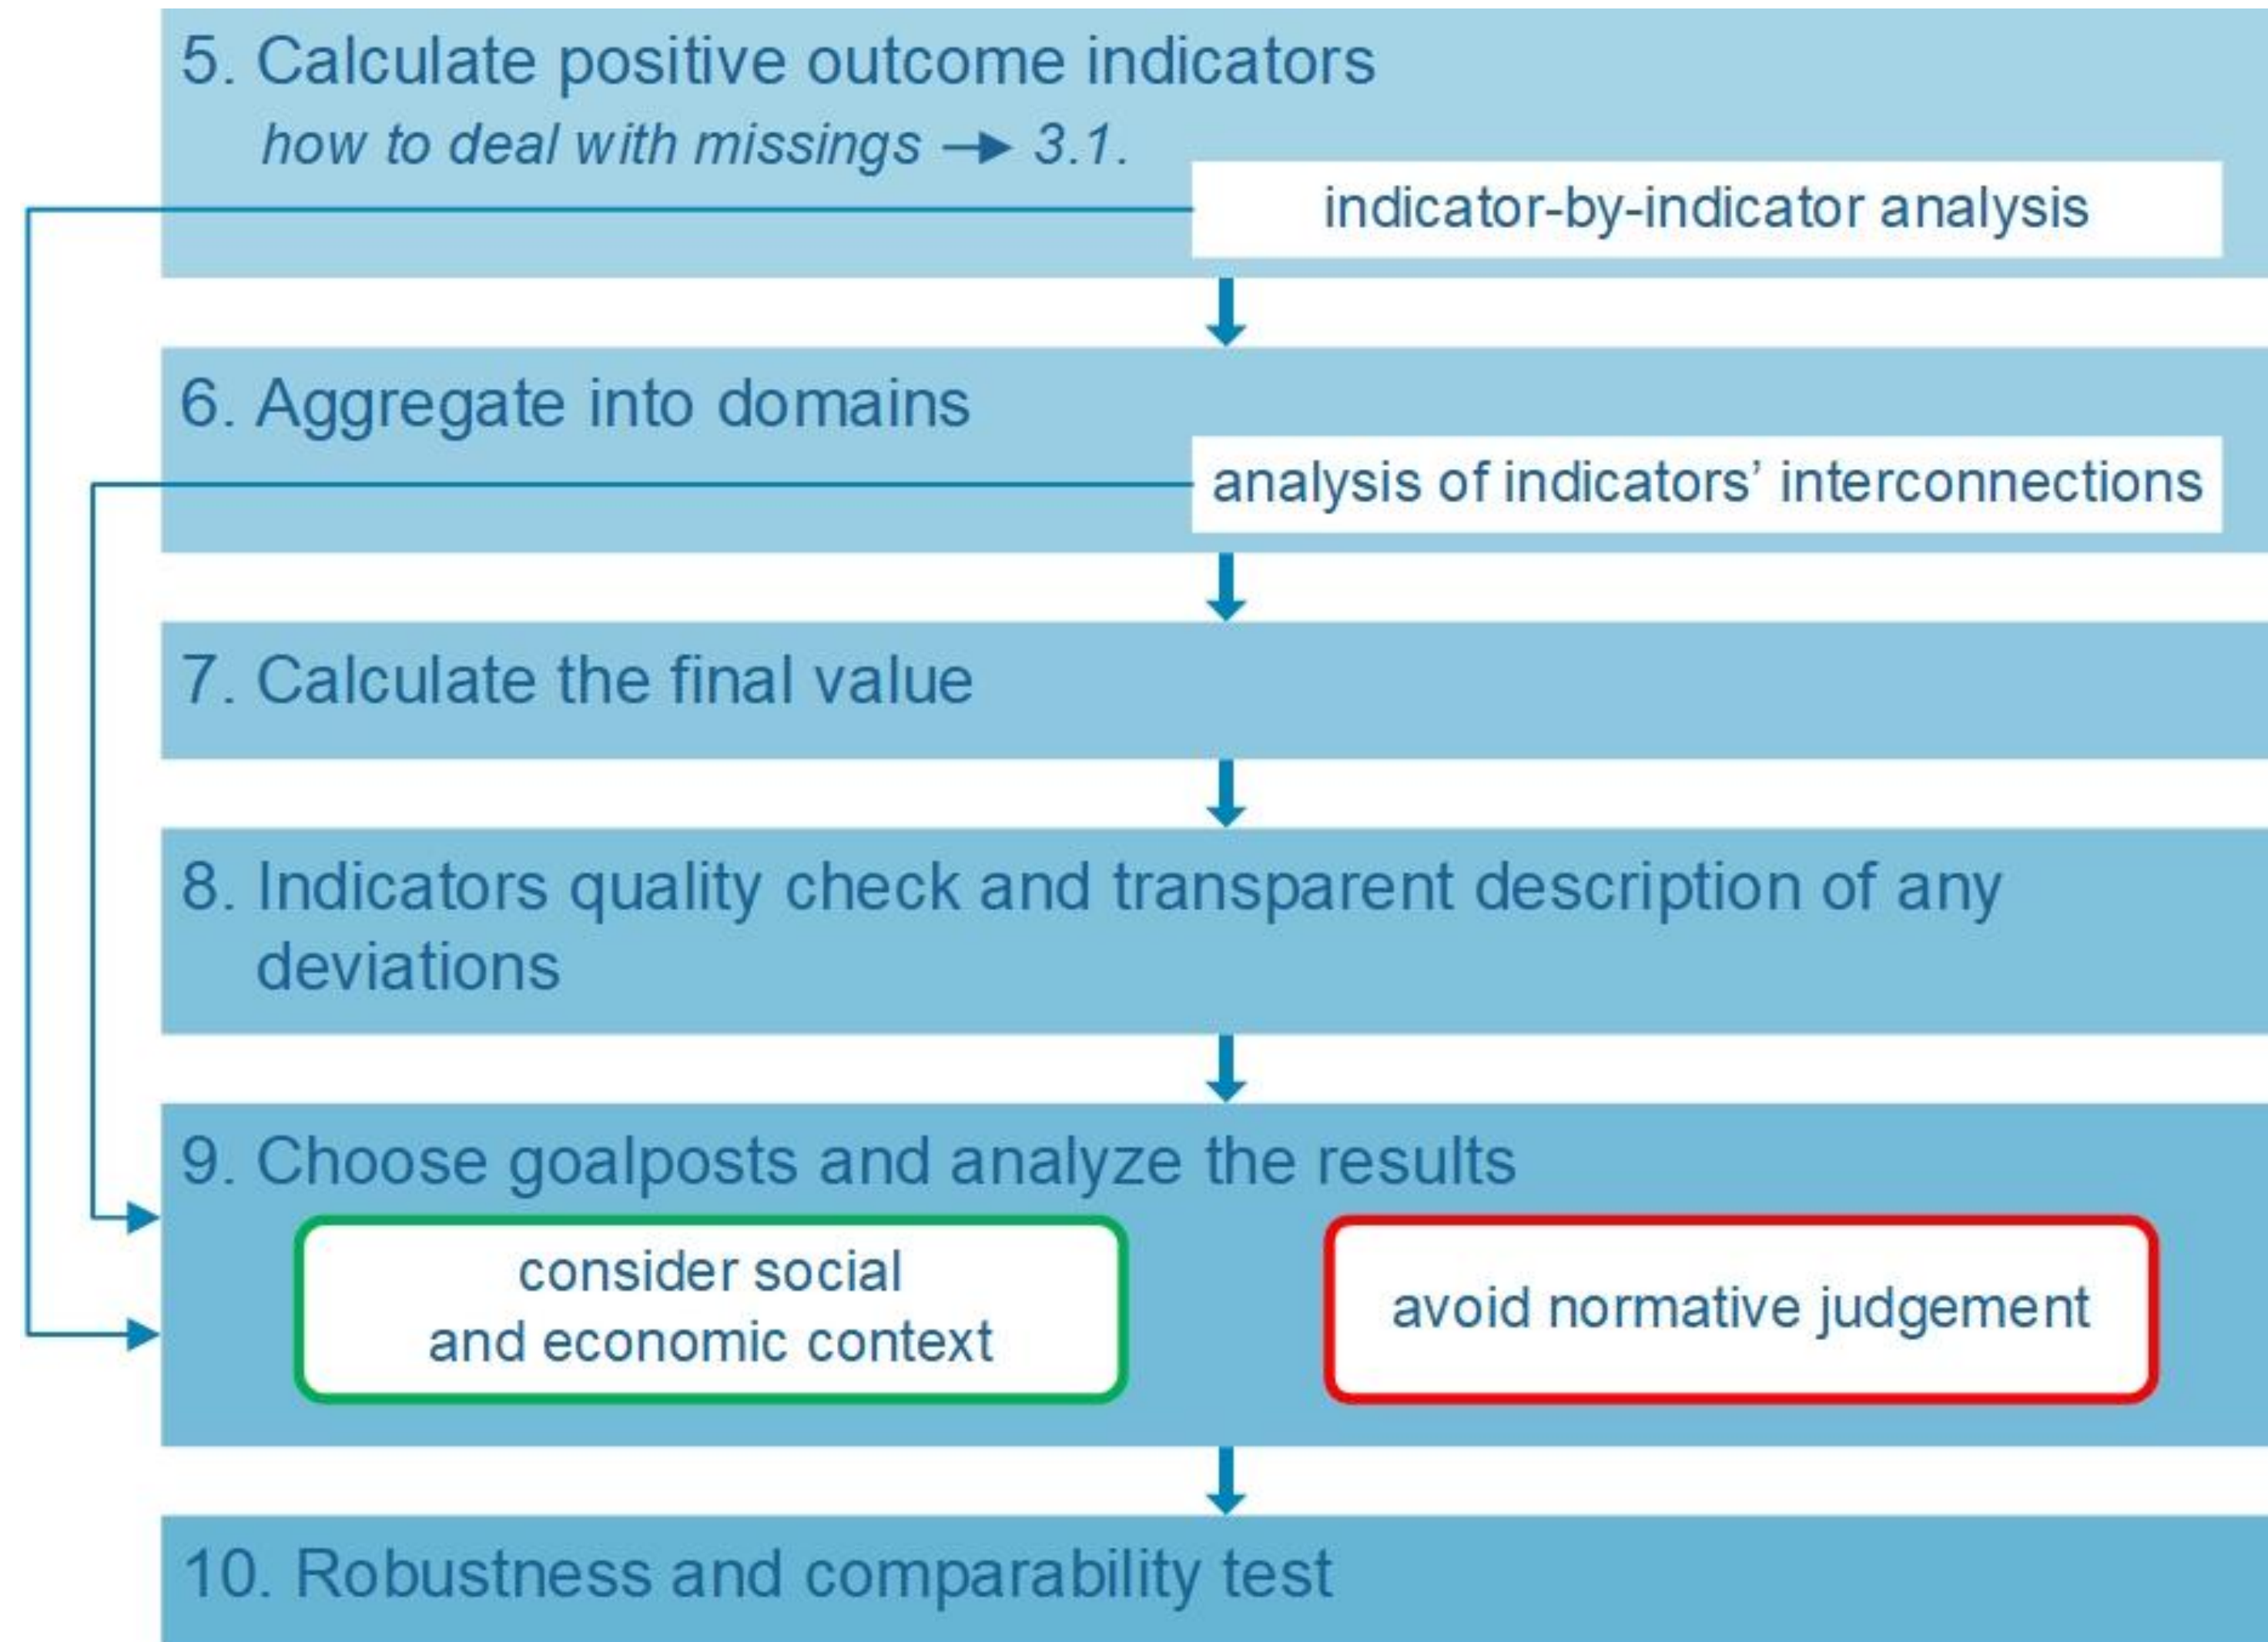 5. Calculate positive outcome indicators
how to deal with missings → 3.1.
indicator-by-indicator analysis
6. Aggregate into domains
analysis of indicators’ interconnections
7. Calculate the final value
8. Indicators quality check and transparent description of any
deviations
9. Choose goalposts and analyze the results
consider social
and economic context
avoid normative judgement
10. Robustness and comparability test